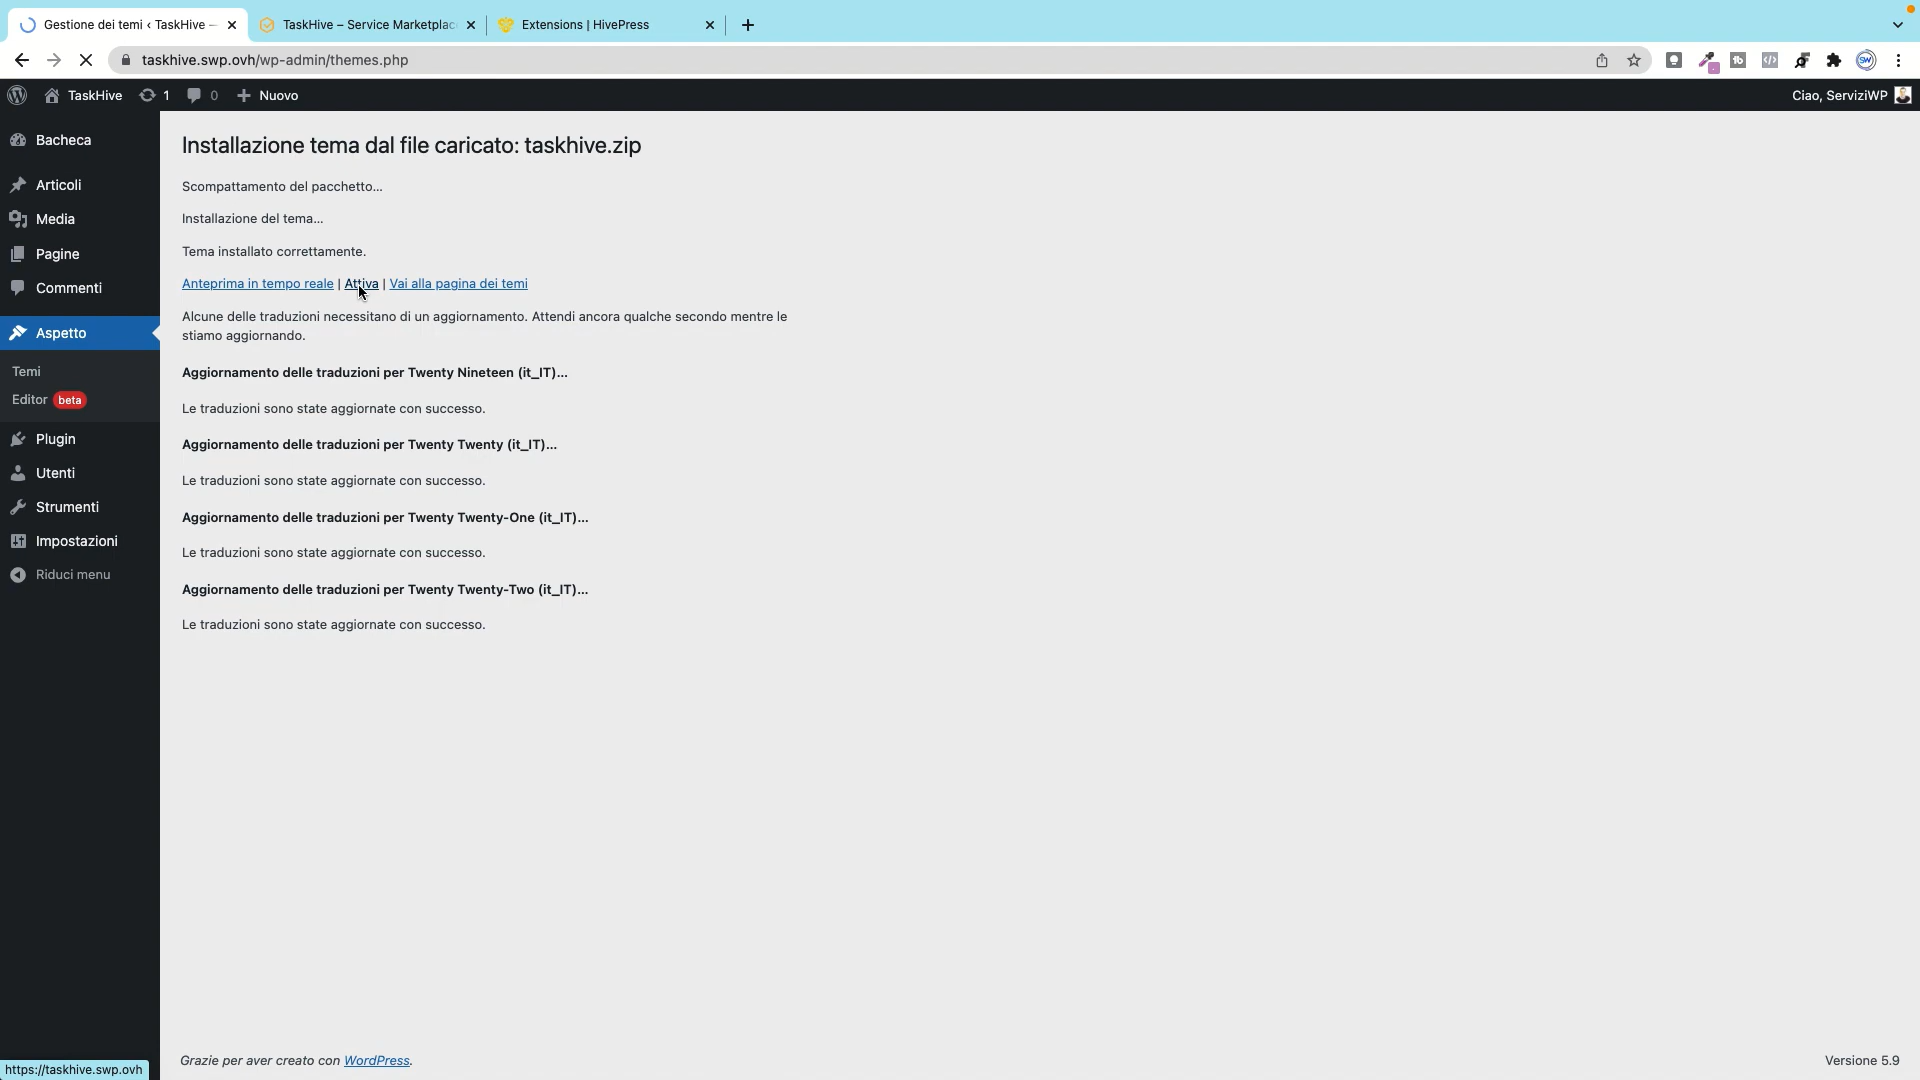 Gestione dei temi ‹ TaskHive —
TaskHive – Service Marketplac
Extensions | HivePress
taskhive.swp.ovh/wp-admin/themes.php
TaskHive
1
0
Nuovo
Ciao, ServiziWP
Bacheca
Articoli
Media
Pagine
Commenti
Aspetto
Temi
Editor beta
Plugin
Utenti
Strumenti
Impostazioni
Riduci menu
Installazione tema dal file caricato: taskhive.zip
Scompattamento del pacchetto…
Installazione del tema…
Tema installato correttamente.
Anteprima in tempo reale | Attiva | Vai alla pagina dei temi
Alcune delle traduzioni necessitano di un aggiornamento. Attendi ancora qualche secondo mentre le
stiamo aggiornando.
Aggiornamento delle traduzioni per Twenty Nineteen (it_IT)…
Le traduzioni sono state aggiornate con successo.
Aggiornamento delle traduzioni per Twenty Twenty (it_IT)…
Le traduzioni sono state aggiornate con successo.
Aggiornamento delle traduzioni per Twenty Twenty-One (it_IT)…
Le traduzioni sono state aggiornate con successo.
Aggiornamento delle traduzioni per Twenty Twenty-Two (it_IT)…
Le traduzioni sono state aggiornate con successo.
Grazie per aver creato con WordPress.
Versione 5.9
https://taskhive.swp.ovh